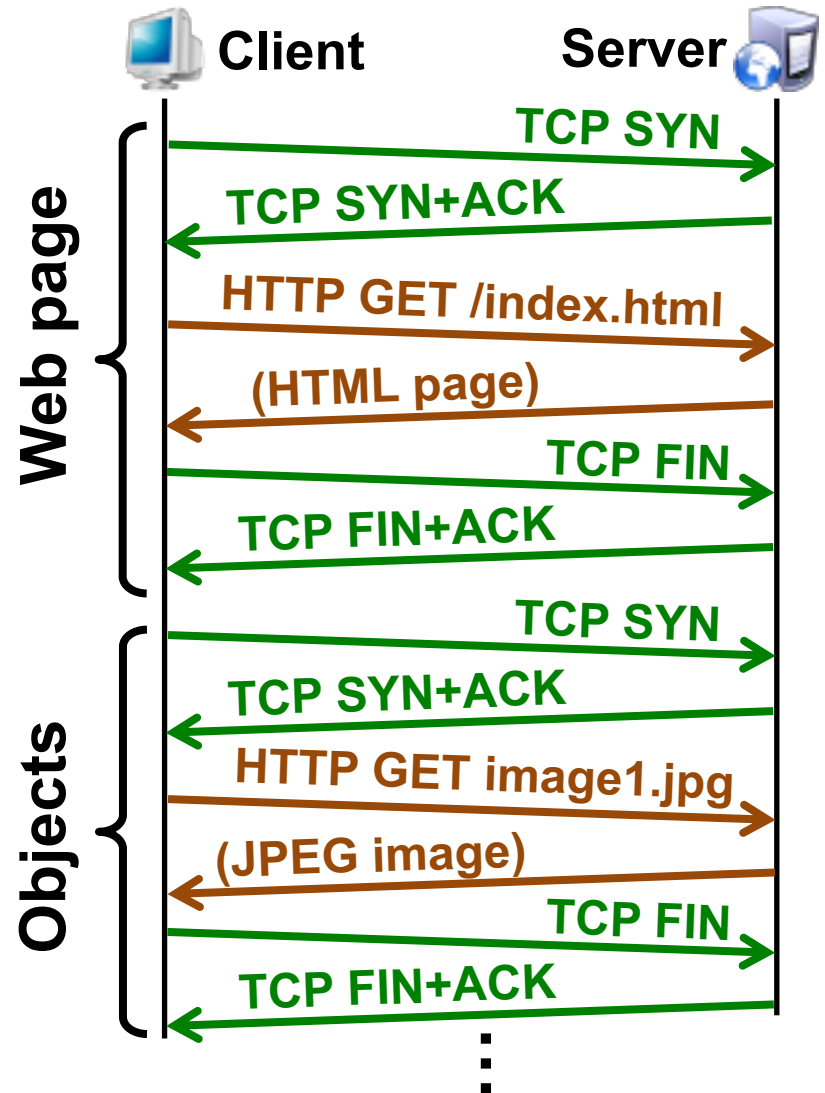 Client
Server
Web page
TCP SYN
TCP SYN+ACK
HTTP GET /index.html
(HTML page)
TCP FIN
TCP FIN+ACK
Objects
TCP SYN
TCP SYN+ACK
HTTP GET image1.jpg
(JPEG image)
TCP FIN
TCP FIN+ACK